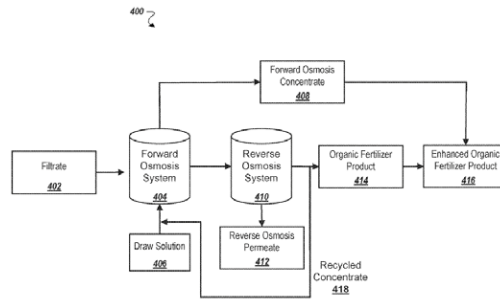 400
Forward Osmosis
Concentrate
408
Filtrate
402
Forward
Osmosis
System
404
Reverse
Osmosis
System
410
Organic Fertilizer
Product
414
Enhanced Organic
Fertilizer Product
416
Draw Solution
406
Reverse Osmosis
Permeate
412
Recycled
Concentrate
418